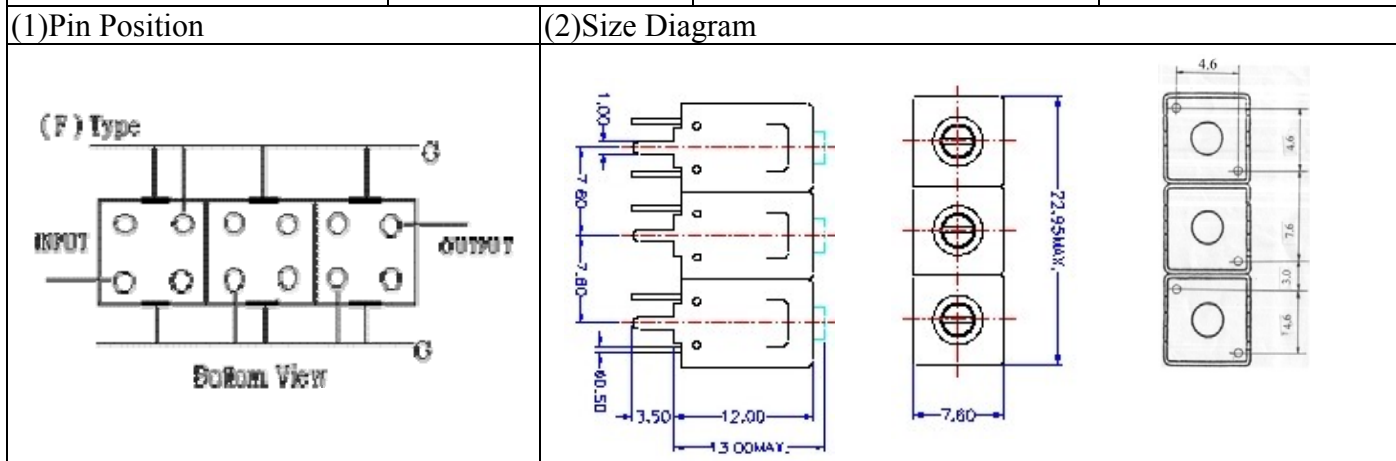 (1)Pin Position
(2)Size Diagram
(F) Type
G
INPUT
OUTPUT
G
Bottom View
1.00
7.60
7.60
ø0.50
3.50
12.00
13.00MAX.
7.60
22.95MAX.
4.6
4.6
7.6
3.0
4.6